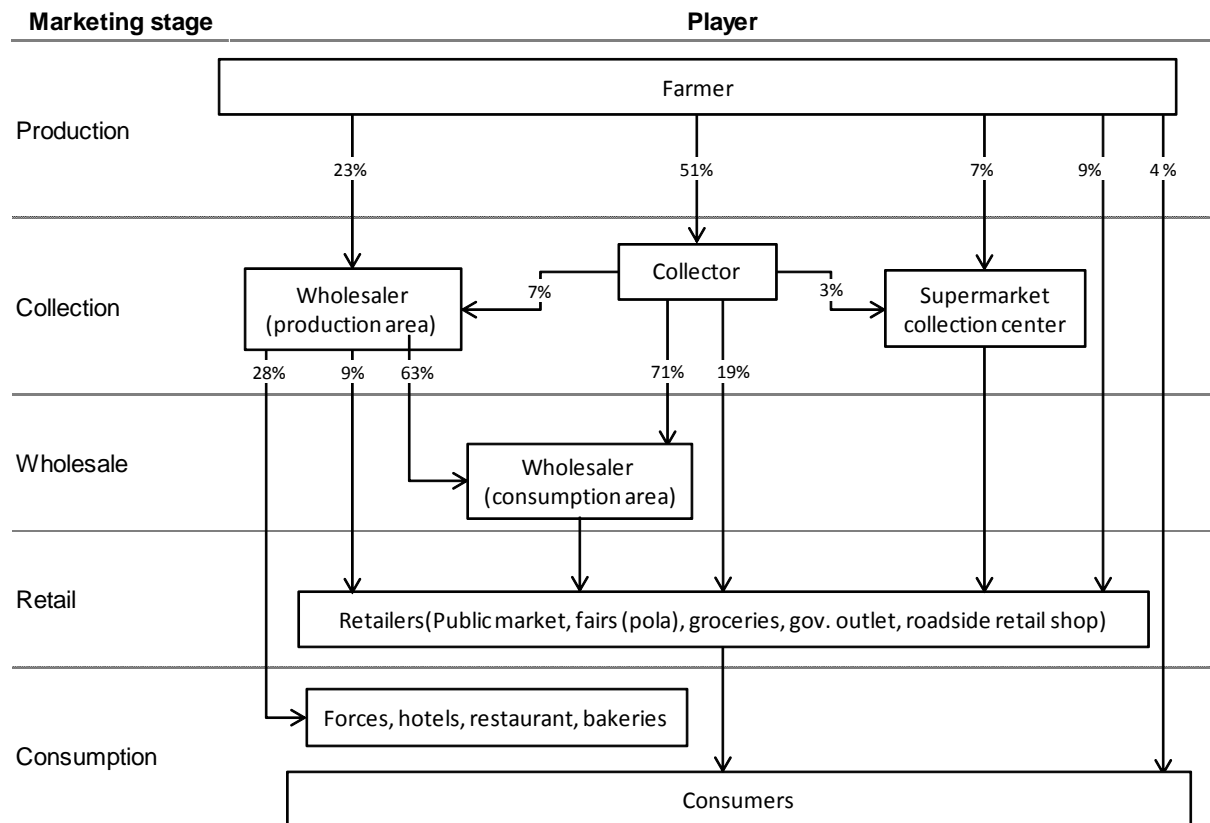 Marketing stage
Player
Farmer
Production
23%
51%
7%
9%
4 %
Collector
Wholesaler
(production area)
7%
3%
Supermarket
collection center
Collection
28%
9%
63%
71%
19%
Wholesale
Wholesaler
(consumption area)
Retail
Retailers(Public market, fairs (pola), groceries, gov. outlet, roadside retail shop)
Forces, hotels, restaurant, bakeries
Consumption
Consumers